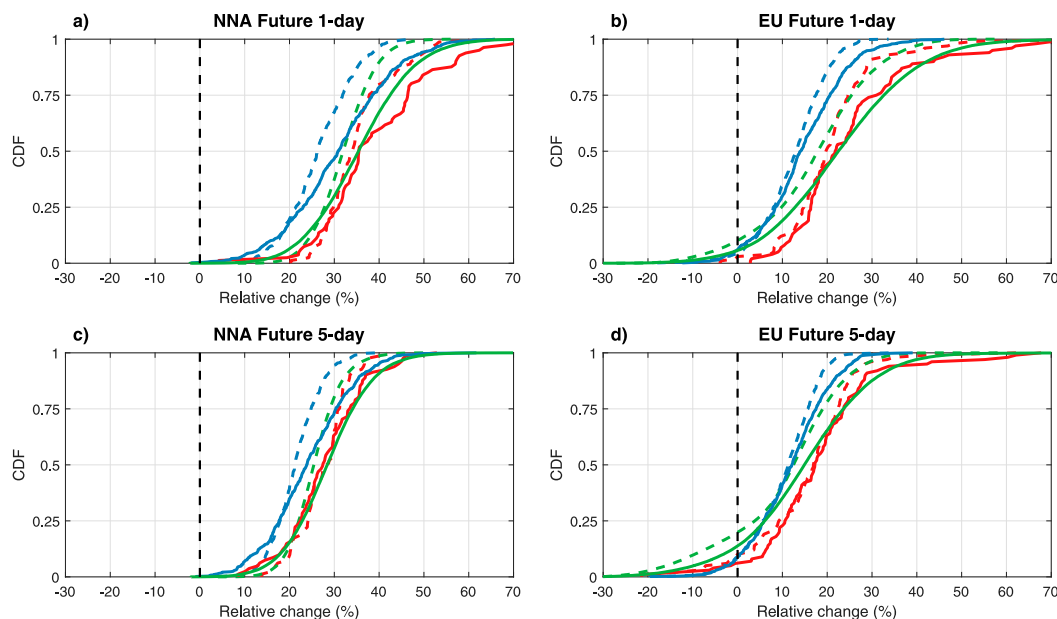 a) NNA Future 1-day
1
0.75
CDF
0.5
0.25
0
-30 -20 -10 0 10 20 30 40 50 60 70
Relative change (%)
b) EU Future 1-day
1
0.75
CDF
0.5
0.25
0
-30 -20 -10 0 10 20 30 40 50 60 70
Relative change (%)
c) NNA Future 5-day
1
0.75
CDF
0.5
0.25
0
-30 -20 -10 0 10 20 30 40 50 60 70
Relative change (%)
d) EU Future 5-day
1
0.75
CDF
0.5
0.25
0
-30 -20 -10 0 10 20 30 40 50 60 70
Relative change (%)